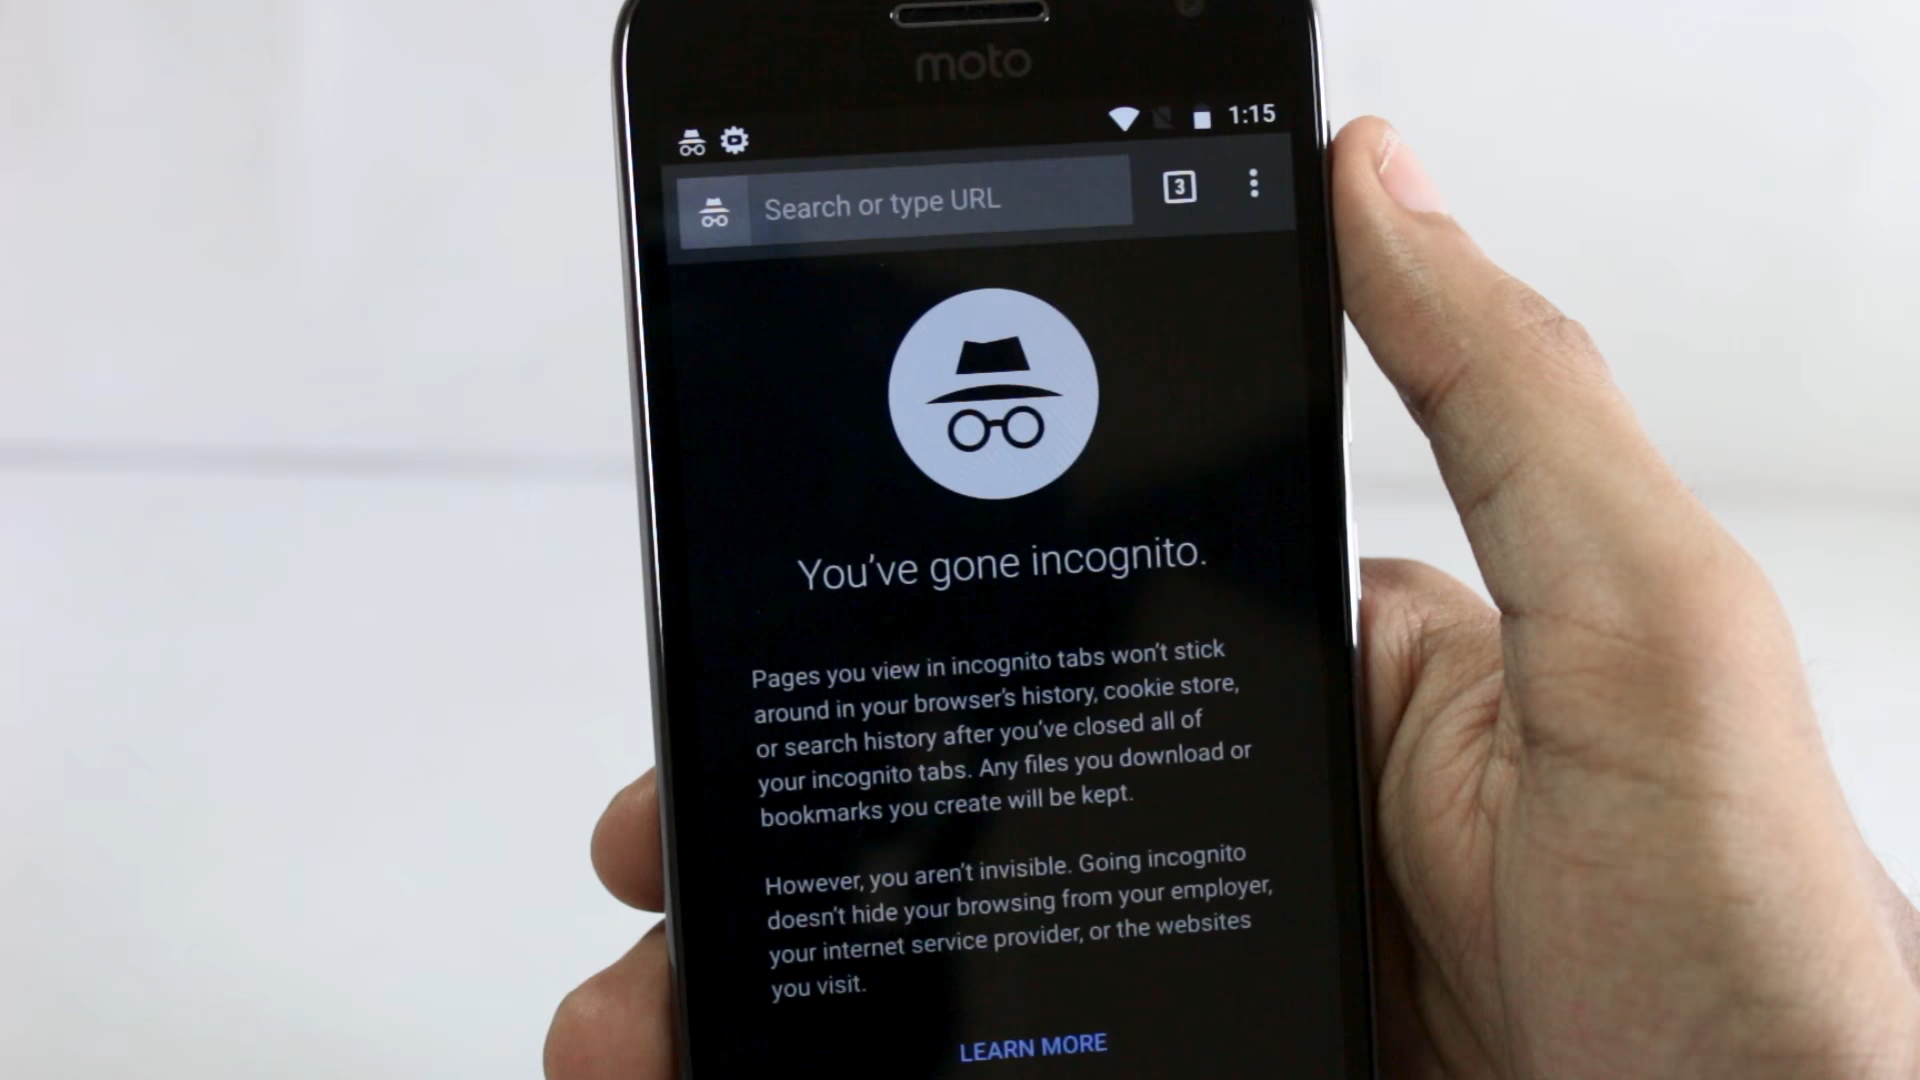 moto
1:15
Search or type URL
3
You've gone incognito.
Pages you view in incognito tabs won't stick
around in your browser's history, cookie store,
or search history after you've closed all of
your incognito tabs. Any files you download or
bookmarks you create will be kept.
However, you aren't invisible. Going incognito
doesn't hide your browsing from your employer,
your internet service provider, or the websites
you visit.
LEARN MORE